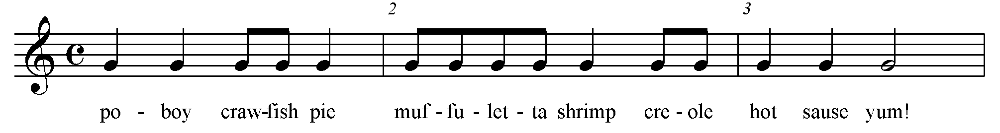 2 3
po - boy craw-fish pie muf - fu - let - ta shrimp cre - ole hot sause yum!